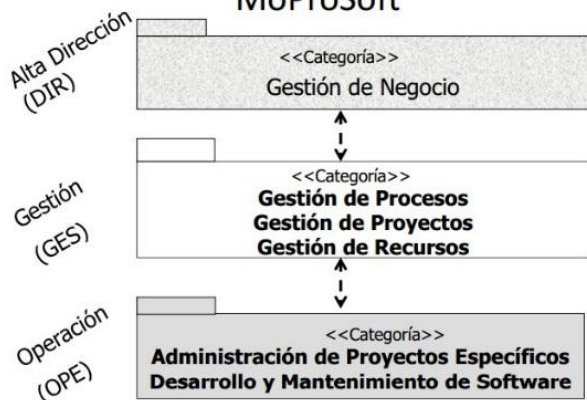 MoProSoft
Alta Dirección
(DIR)
<<Categoría>>
Gestión de Negocio
Gestión
(GES)
<<Categoría>>
Gestión de Procesos
Gestión de Proyectos
Gestión de Recursos
Operación
(OPE)
<<Categoría>>
Administración de Proyectos Específicos
Desarrollo y Mantenimiento de Software